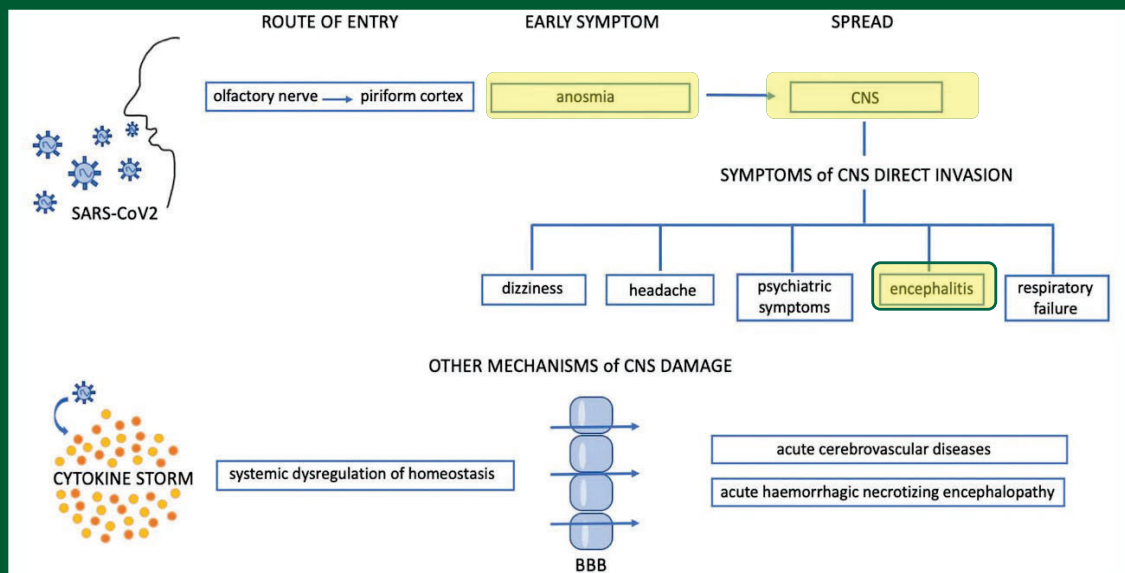 ROUTE OF ENTRY
EARLY SYMPTOM
SPREAD
olfactory nerve
piriform cortex
anosmia
CNS
SARS-CoV2
SYMPTOMS of CNS DIRECT INVASION
dizziness
headache
psychiatric
symptoms
encephalitis
respiratory
failure
OTHER MECHANISMS of CNS DAMAGE
CYTOKINE STORM
systemic dysregulation of homeostasis
BBB
acute cerebrovascular diseases
acute haemorrhagic necrotizing encephalopathy